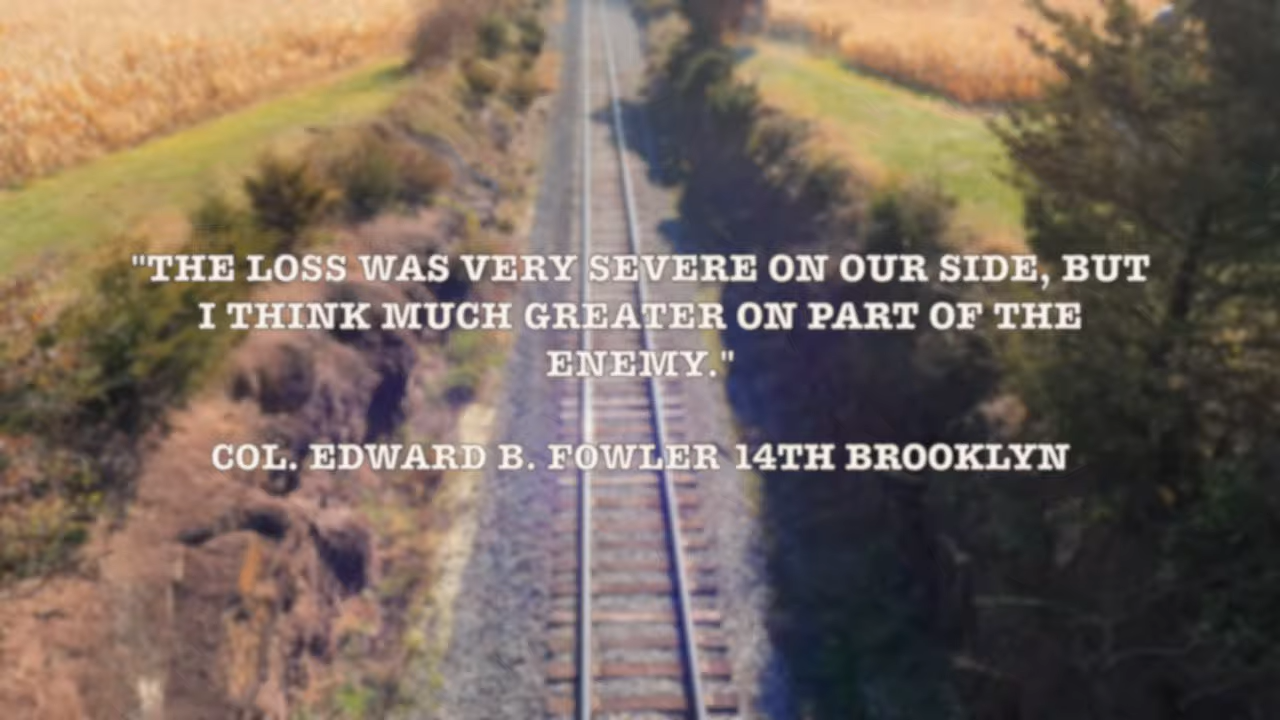 "THE LOSS WAS VERY SEVERE ON OUR SIDE, BUT
I THINK MUCH GREATER ON PART OF THE
ENEMY."
COL. EDWARD B. FOWLER 14TH BROOKLYN